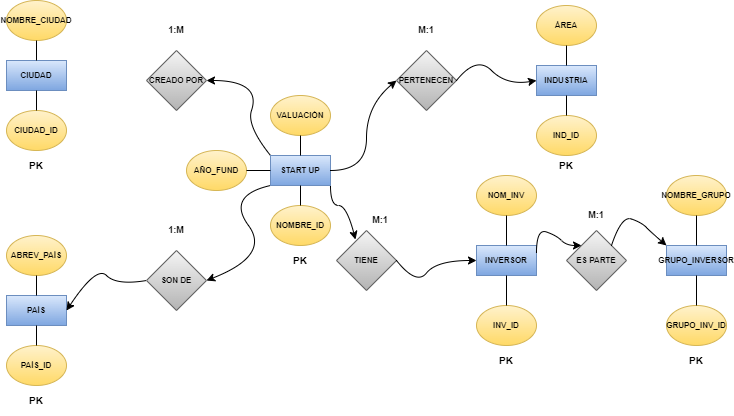 NOMBRE_CIUDAD
CIUDAD
CIUDAD_ID
PK
1:M
CREADO POR
M:1
PERTENECEN
ÁREA
INDUSTRIA
IND_ID
PK
VALUACIÓN
AÑO_FUND
START UP
NOMBRE_ID
PK
1:M
SON DE
ABREV_PAÍS
PAÍS
PAÍS_ID
PK
M:1
TIENE
NOM_INV
INVERSOR
INV_ID
PK
M:1
ES PARTE
NOMBRE_GRUPO
GRUPO_INVERSOR
GRUPO_INV_ID
PK